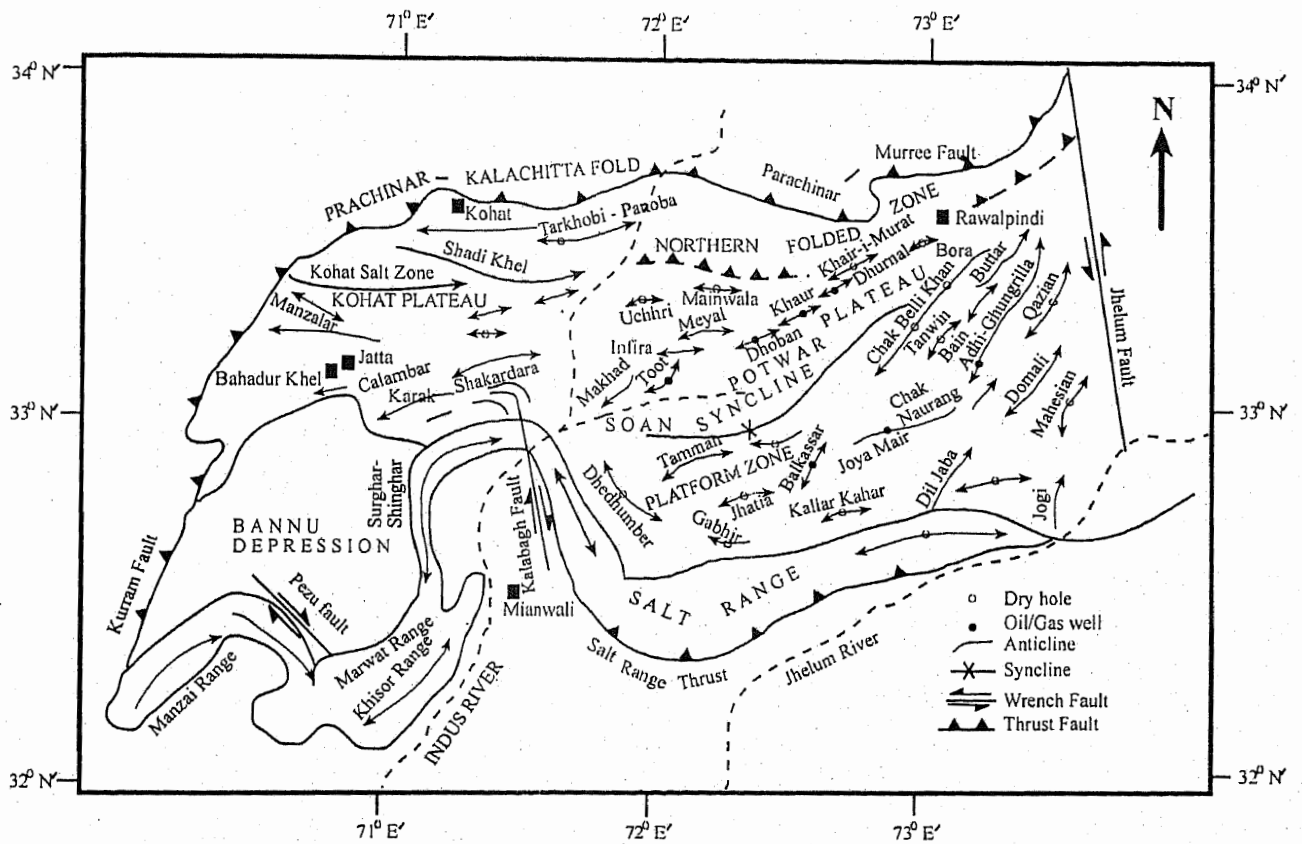 71° E′
72° E′
73° E′
34° N′
34° N′
N
Murree Fault
PRACHINAR –
KALACHITTA FOLD
Parachinar
ZONE
Kohat
Tarkhobi - Panoba
Rawalpindi
NORTHERN
FOLDED
Khair-i-Murat
Bora
Shadi Khel
Dhurnal
Buttar
Kohat Salt Zone
KOHAT PLATEAU
Manzalar
Mainwala
Uchhri
Khaur
PLATEAU
Chak Belli Khan
Adhi-Ghungrilla
Qazian
Jhelum Fault
Meyal
Tanwin
Bain
Infira
Dhoban
Jatta
Bahadur Khel
Calambar
Shakardara
Karak
Makhad
Toot
POTWAR
Domali
Mahesian
33° N′
33° N′
SOAN SYNCLINE
Chak
Naurang
Joya Mair
Tammah
Balkassar
PLATFORM ZONE
Surghar-
Shinghar
Dhedhumber
Jhatla
Kallar Kahar
Dil Jaba
Jogi
Gabhir
BANNU
DEPRESSION
Kalabagh Fault
Kurram Fault
Pezu fault
Mianwali
SALT RANGE
Marwat Range
Khisor Range
Manzai Range
INDUS RIVER
Salt Range Thrust
Jhelum River
Dry hole
Oil/Gas well
Anticline
Syncline
Wrench Fault
Thrust Fault
32° N′
32° N′
71° E′
72° E′
73° E′